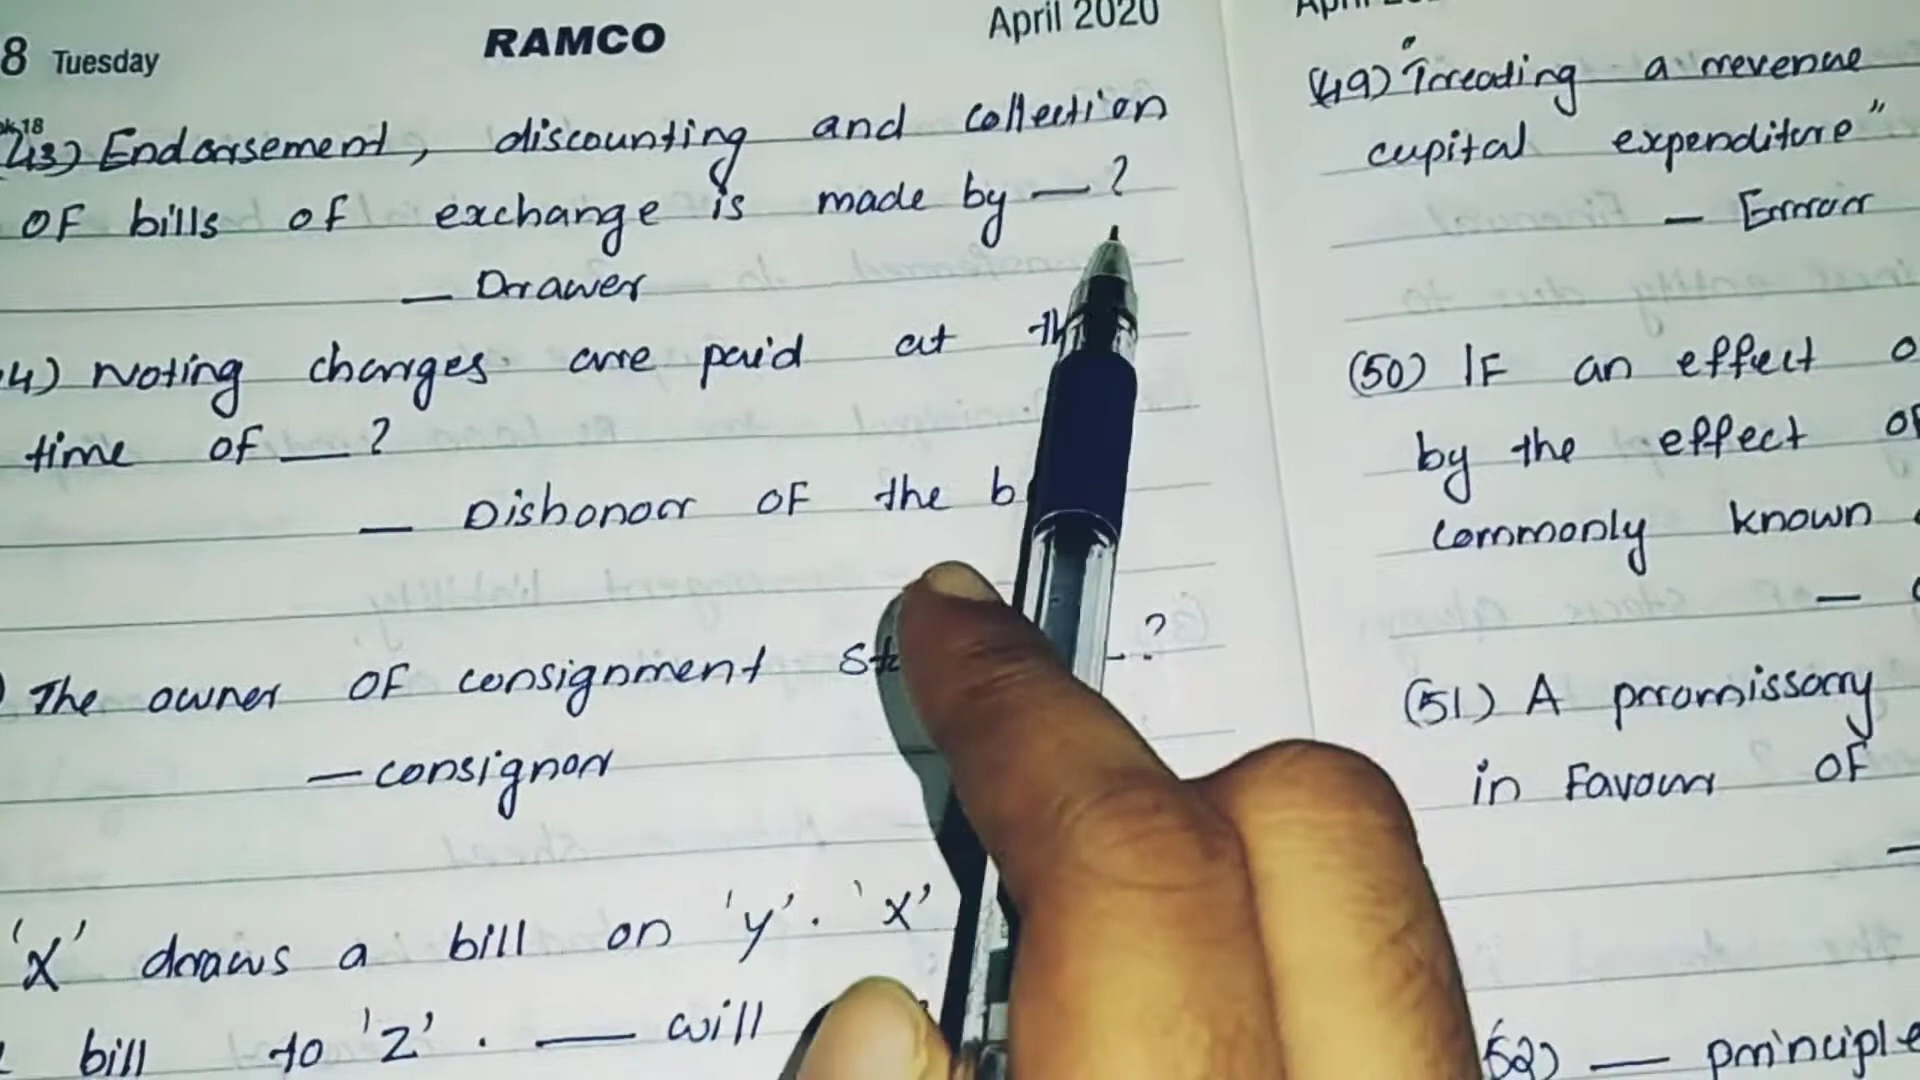 8 Tuesday RAMCO April 2020
43) Endorsement, discounting and collection
OF bills of exchange is made by — ?
— Drawer
4) Noting charges are paid at
time of — ?
— Dishonour OF the
) The owner OF consignment ?
— consignor
'X' draws a bill on 'y'. 'X'
bill to 'Z'. — will
(49) "Treading a revenue
cupital expenditure"
— Error
(50) IF an effect
by the effect
commonly known
—
(51) A promissory
in Favour OF
—
52) — principle